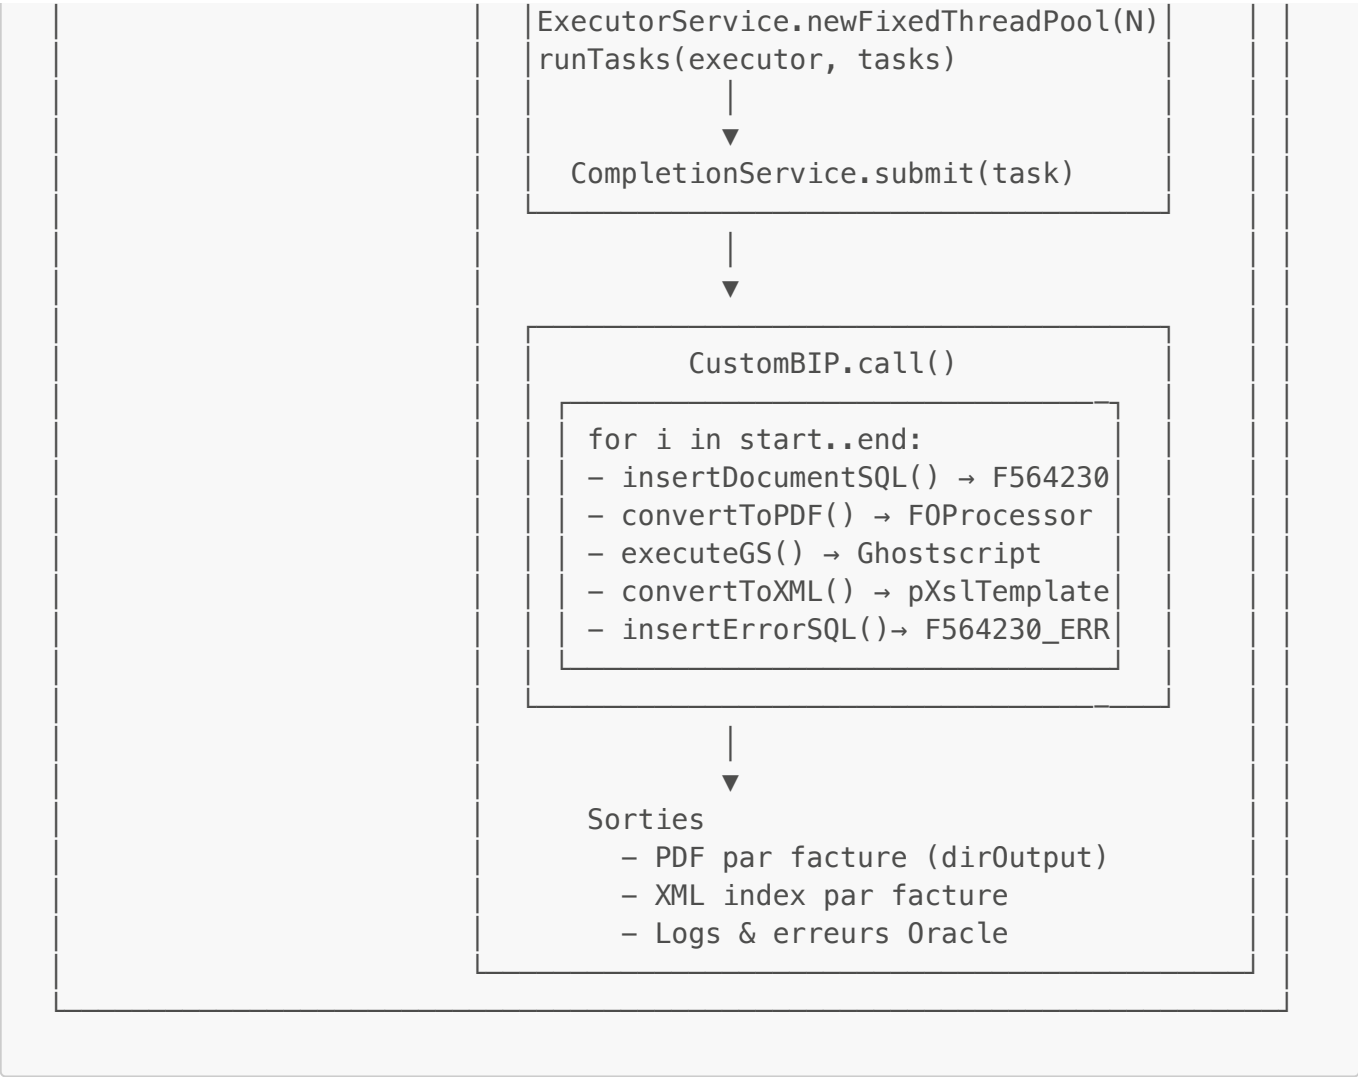 ExecutorService.newFixedThreadPool(N)
runTasks(executor, tasks)
CompletionService.submit(task)
CustomBIP.call()
for i in start..end:
– insertDocumentSQL() → F564230
– convertToPDF() → FOProcessor
– executeGS() → Ghostscript
– convertToXML() → pXslTemplate
– insertErrorSQL()→ F564230_ERR
Sorties
– PDF par facture (dirOutput)
– XML index par facture
– Logs & erreurs Oracle